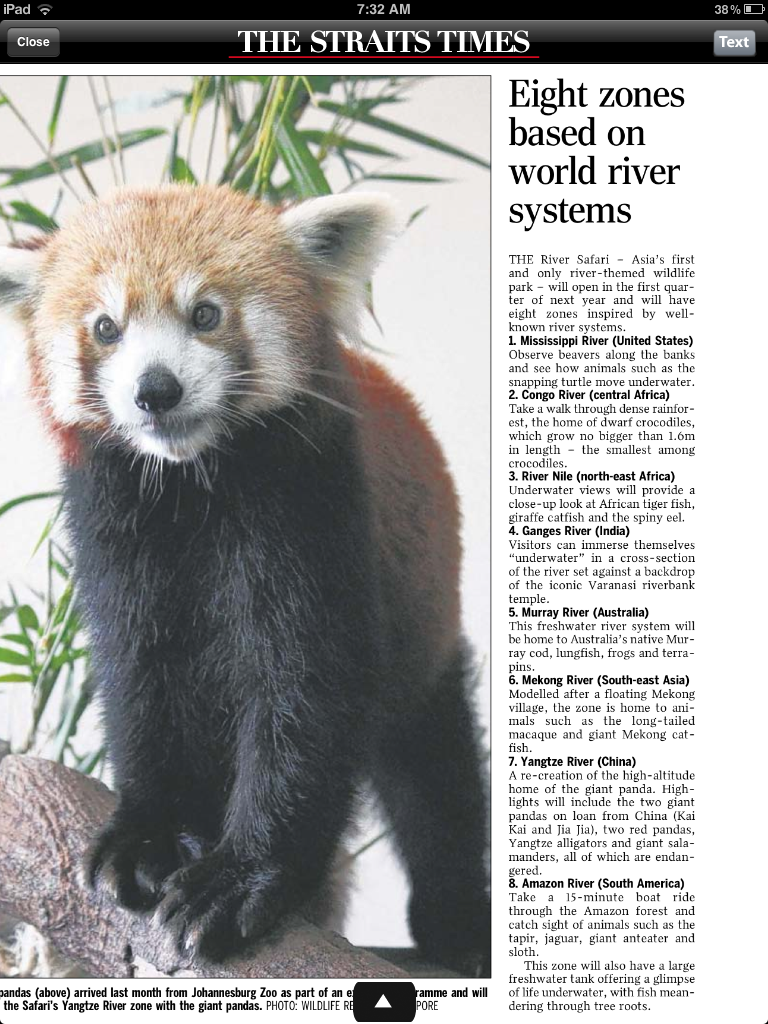 iPad
7:32 AM
38%
Close
THE STRAITS TIMES
Text
Eight zones
based on
world river
systems
THE River Safari – Asia's first
and only river-themed wildlife
park – will open in the first quar-
ter of next year and will have
eight zones inspired by well-
known river systems.
1. Mississippi River (United States)
Observe beavers along the banks
and see how animals such as the
snapping turtle move underwater.
2. Congo River (central Africa)
Take a walk through dense rainfor-
est, the home of dwarf crocodiles,
which grow no bigger than 1.6m
in length – the smallest among
crocodiles.
3. River Nile (north-east Africa)
Underwater views will provide a
close-up look at African tiger fish,
giraffe catfish and the spiny eel.
4. Ganges River (India)
Visitors can immerse themselves
“underwater” in a cross-section
of the river set against a backdrop
of the iconic Varanasi riverbank
temple.
5. Murray River (Australia)
This freshwater river system will
be home to Australia's native Mur-
ray cod, lungfish, frogs and terra-
pins.
6. Mekong River (South-east Asia)
Modelled after a floating Mekong
village, the zone is home to ani-
mals such as the long-tailed
macaque and giant Mekong cat-
fish.
7. Yangtze River (China)
A re-creation of the high-altitude
home of the giant panda. High-
lights will include the two giant
pandas on loan from China (Kai
Kai and Jia Jia), two red pandas,
Yangtze alligators and giant sala-
manders, all of which are endan-
gered.
8. Amazon River (South America)
Take a 15-minute boat ride
through the Amazon forest and
catch sight of animals such as the
tapir, jaguar, giant anteater and
sloth.
This zone will also have a large
freshwater tank offering a glimpse
of life underwater, with fish mean-
dering through tree roots.
pandas (above) arrived last month from Johannesburg Zoo as part of an and will
the Safari's Yangtze River zone with the giant pandas. PHOTO: WILDLIFE